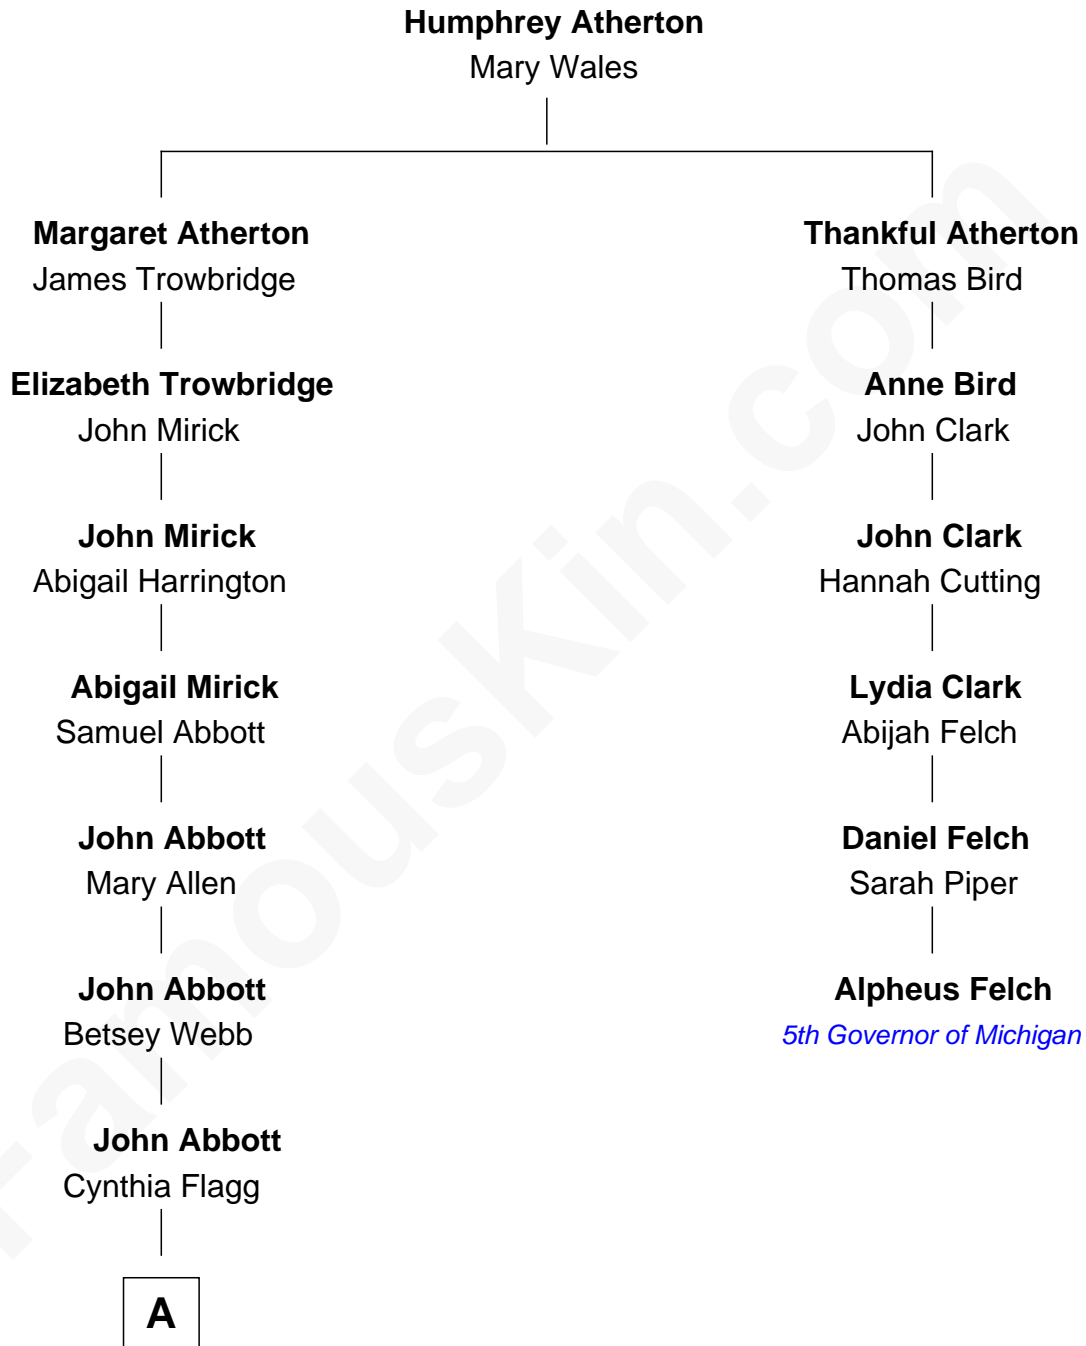 Humphrey Atherton
Mary Wales
Margaret Atherton
James Trowbridge
Thankful Atherton
Thomas Bird
Elizabeth Trowbridge
John Mirick
Anne Bird
John Clark
John Mirick
Abigail Harrington
John Clark
Hannah Cutting
Abigail Mirick
Samuel Abbott
Lydia Clark
Abijah Felch
John Abbott
Mary Allen
Daniel Felch
Sarah Piper
John Abbott
Betsey Webb
Alpheus Felch
5th Governor of Michigan
John Abbott
Cynthia Flagg
A
FamousKin.com